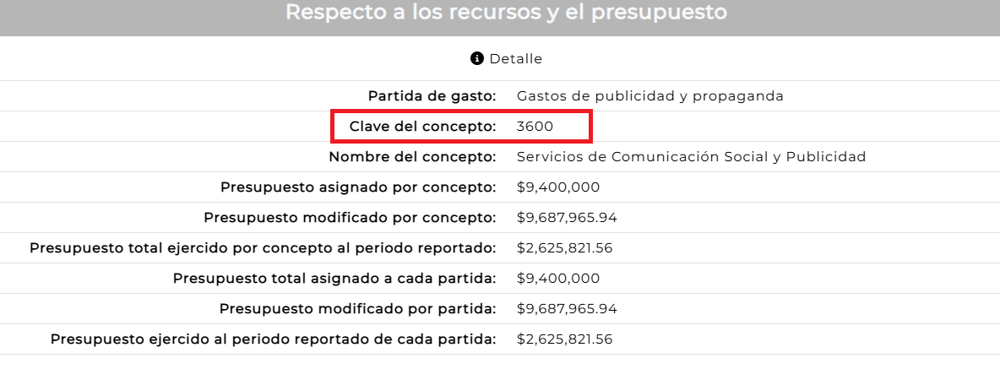 Respecto a los recursos y el presupuesto
Detalle
Partida de gasto: Gastos de publicidad y propaganda
Clave del concepto: 3600
Nombre del concepto: Servicios de Comunicación Social y Publicidad
Presupuesto asignado por concepto: $9,400,000
Presupuesto modificado por concepto: $9,687,965.94
Presupuesto total ejercido por concepto al periodo reportado: $2,625,821.56
Presupuesto total asignado a cada partida: $9,400,000
Presupuesto modificado por partida: $9,687,965.94
Presupuesto ejercido al periodo reportado de cada partida: $2,625,821.56